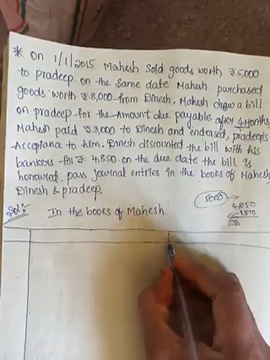 * On 1/1/2015 Mahesh Sold goods worth ₹5,000
to pradeep on the same date Mahesh purchased
goods worth ₹8,000 from Dinesh. Mahesh drew a bill
on pradeep for the amount due payable after 4 Months
Mahesh paid ₹3,000 to Dinesh and endorsed, pradeep's
Acceptance to him. Dinesh discounted the bill with his
bankers for ₹4,850 on the due date the bill is
honoured pass journal entries in the books of Mahesh
Dinesh & pradeep.
5000
4850
In the books of Mahesh